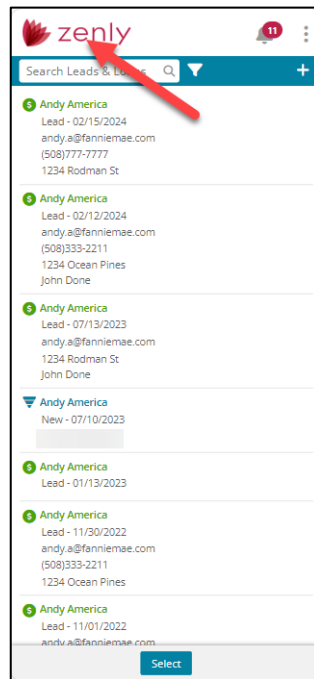 zenly
11
Search Leads & L
Andy America
Lead - 02/15/2024
andy.a@fanniemae.com
(508)777-7777
1234 Rodman St
Andy America
Lead - 02/12/2024
andy.a@fanniemae.com
(508)333-2211
1234 Ocean Pines
John Done
Andy America
Lead - 07/13/2023
andy.a@fanniemae.com
1234 Rodman St
John Done
Andy America
New - 07/10/2023
Andy America
Lead - 01/13/2023
Andy America
Lead - 11/30/2022
andy.a@fanniemae.com
(508)333-2211
1234 Ocean Pines
Andy America
Lead - 11/01/2022
andy.a@fanniemae.com
Select